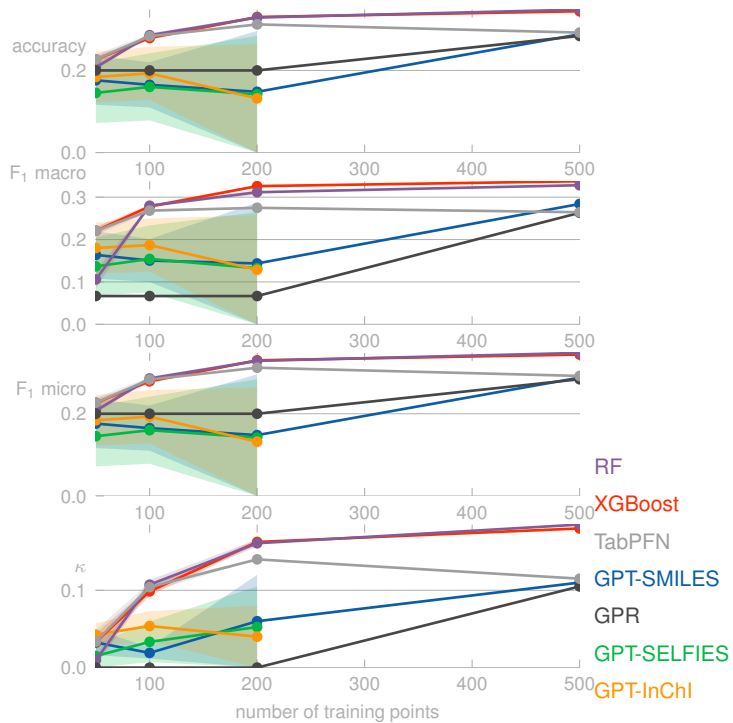 accuracy
0.2
0.0
100
200
300
400
500
F₁ macro
0.3
0.2
0.1
0.0
100
200
300
400
500
F₁ micro
0.2
0.0
100
200
300
400
500
κ
0.1
0.0
100
200
300
400
500
number of training points
RF
XGBoost
TabPFN
GPT-SMILES
GPR
GPT-SELFIES
GPT-InChI